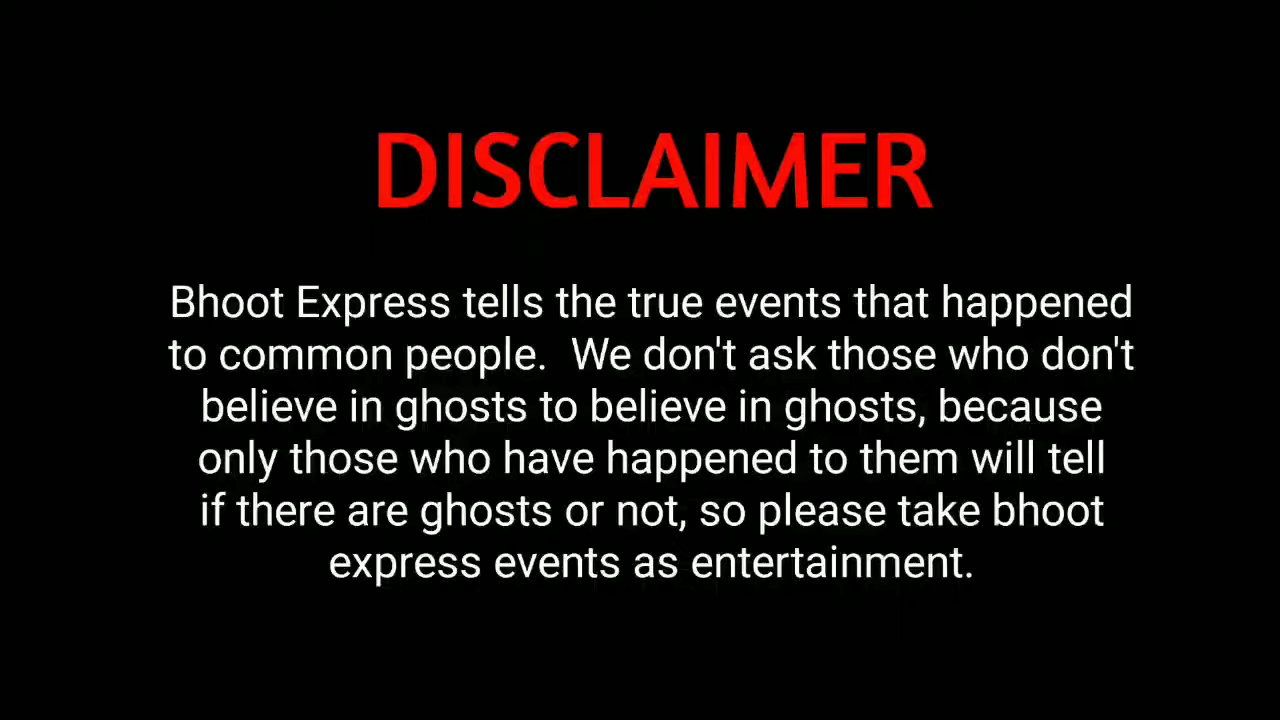 DISCLAIMER
Bhoot Express tells the true events that happened
to common people.  We don't ask those who don't
believe in ghosts to believe in ghosts, because
only those who have happened to them will tell
if there are ghosts or not, so please take bhoot
express events as entertainment.